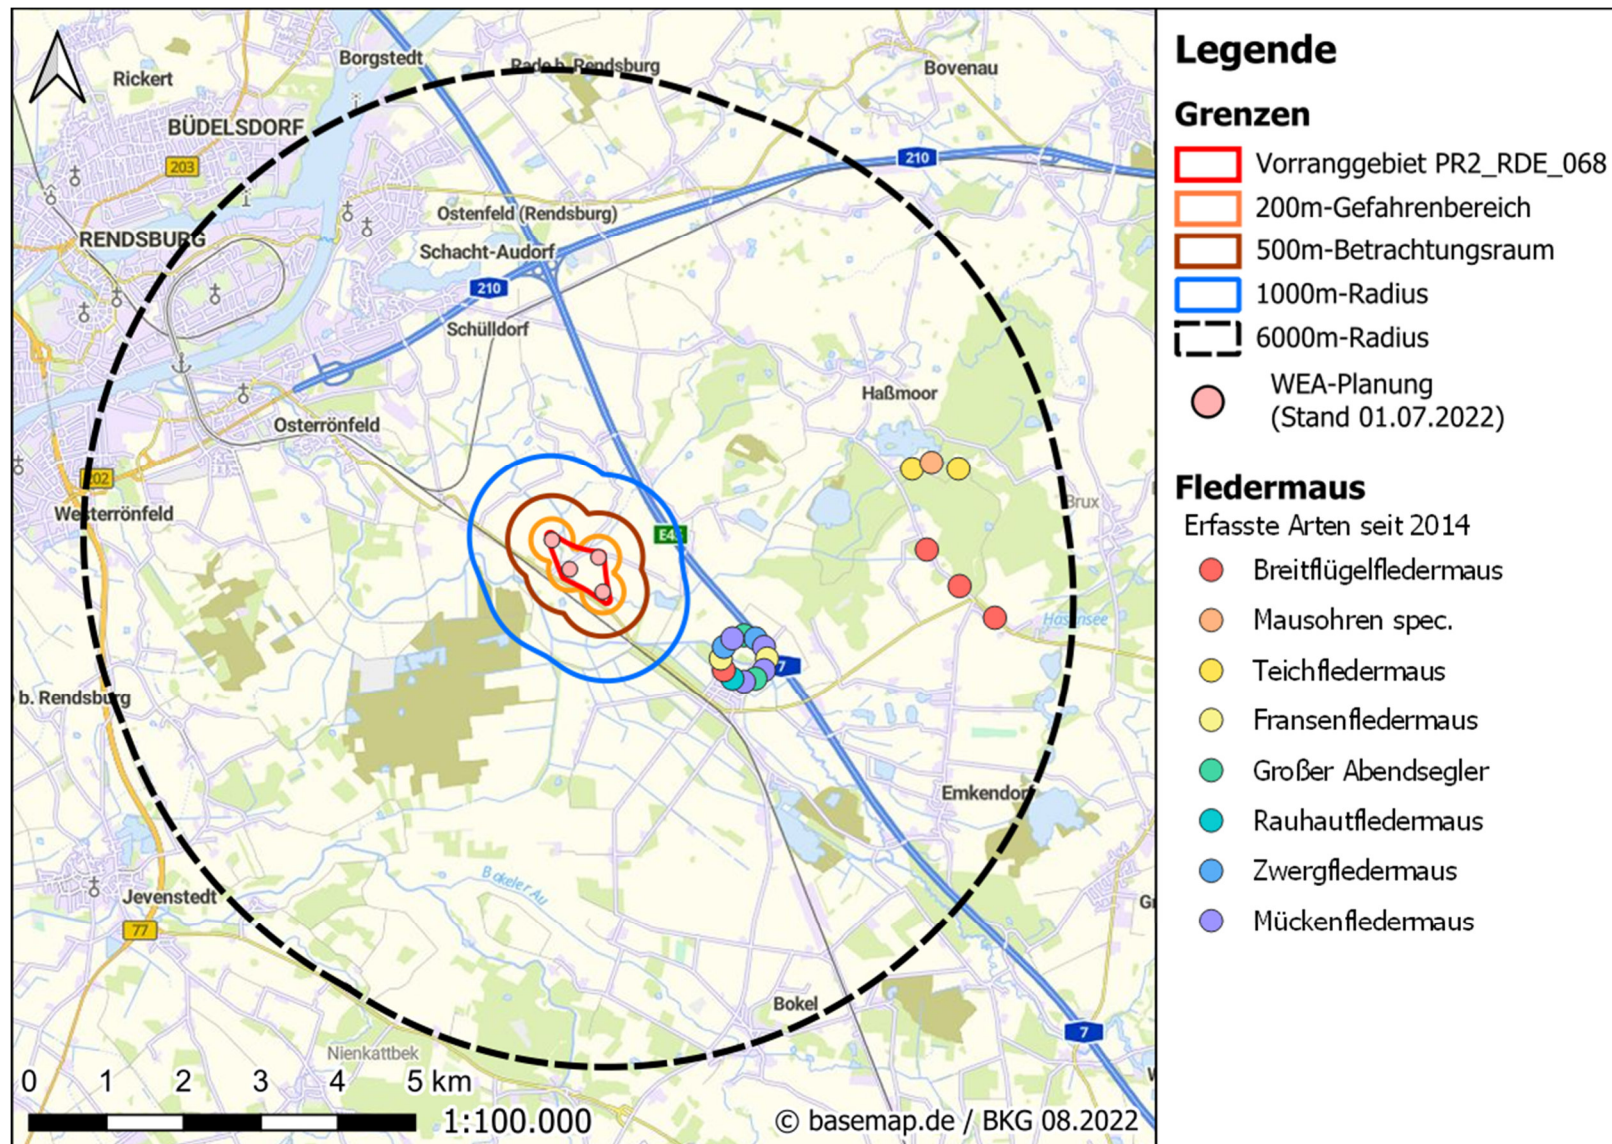 Rickert
Borgstedt
Rade b. Rendsburg
Bovenau
BÜDELSDORF
203
210
RENDSBURG
Ostenfeld (Rendsburg)
Schacht-Audorf
210
Schülldorf
Haßmoor
Osterrönfeld
202
Westerrönfeld
Brux
E45
b. Rendsburg
7
Emkendorf
Bokeler Au
Jevenstedt
77
Bokel
7
Nienkattbek
0 1 2 3 4 5 km
1:100.000
© basemap.de / BKG 08.2022
Legende
Grenzen
Vorranggebiet PR2_RDE_068
200m-Gefahrenbereich
500m-Betrachtungsraum
1000m-Radius
6000m-Radius
WEA-Planung
(Stand 01.07.2022)
Fledermaus
Erfasste Arten seit 2014
Breitflügelfledermaus
Mausohren spec.
Teichfledermaus
Fransenfledermaus
Großer Abendsegler
Rauhautfledermaus
Zwergfledermaus
Mückenfledermaus